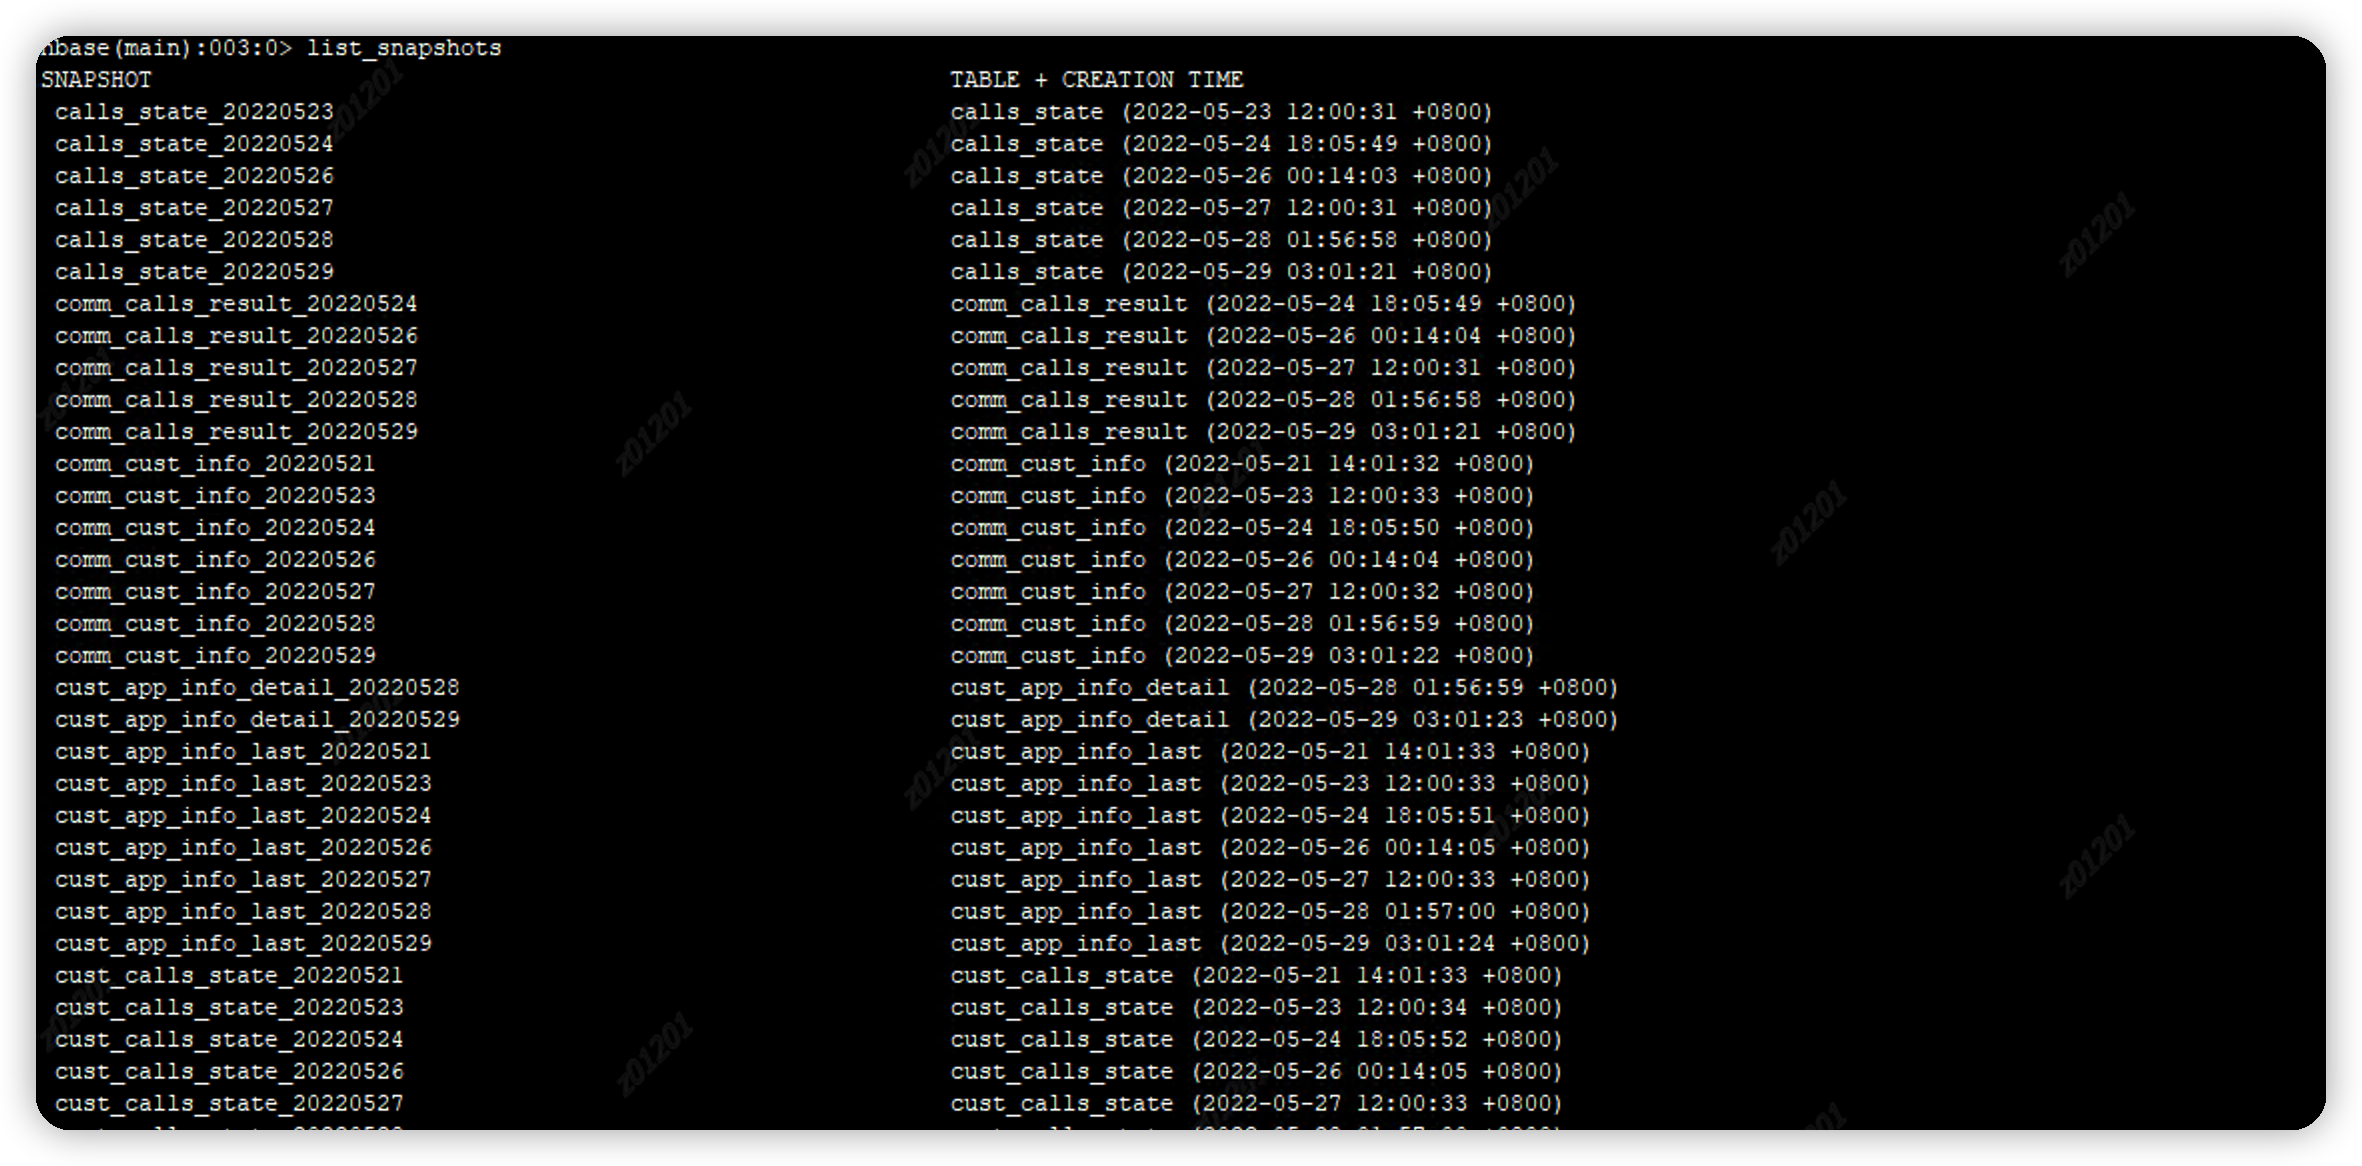 hbase(main):003:0> list_snapshots
SNAPSHOT TABLE + CREATION TIME
calls_state_20220523 calls_state (2022-05-23 12:00:31 +0800)
calls_state_20220524 calls_state (2022-05-24 18:05:49 +0800)
calls_state_20220526 calls_state (2022-05-26 00:14:03 +0800)
calls_state_20220527 calls_state (2022-05-27 12:00:31 +0800)
calls_state_20220528 calls_state (2022-05-28 01:56:58 +0800)
calls_state_20220529 calls_state (2022-05-29 03:01:21 +0800)
comm_calls_result_20220524 comm_calls_result (2022-05-24 18:05:49 +0800)
comm_calls_result_20220526 comm_calls_result (2022-05-26 00:14:04 +0800)
comm_calls_result_20220527 comm_calls_result (2022-05-27 12:00:31 +0800)
comm_calls_result_20220528 comm_calls_result (2022-05-28 01:56:58 +0800)
comm_calls_result_20220529 comm_calls_result (2022-05-29 03:01:21 +0800)
comm_cust_info_20220521 comm_cust_info (2022-05-21 14:01:32 +0800)
comm_cust_info_20220523 comm_cust_info (2022-05-23 12:00:33 +0800)
comm_cust_info_20220524 comm_cust_info (2022-05-24 18:05:50 +0800)
comm_cust_info_20220526 comm_cust_info (2022-05-26 00:14:04 +0800)
comm_cust_info_20220527 comm_cust_info (2022-05-27 12:00:32 +0800)
comm_cust_info_20220528 comm_cust_info (2022-05-28 01:56:59 +0800)
comm_cust_info_20220529 comm_cust_info (2022-05-29 03:01:22 +0800)
cust_app_info_detail_20220528 cust_app_info_detail (2022-05-28 01:56:59 +0800)
cust_app_info_detail_20220529 cust_app_info_detail (2022-05-29 03:01:23 +0800)
cust_app_info_last_20220521 cust_app_info_last (2022-05-21 14:01:33 +0800)
cust_app_info_last_20220523 cust_app_info_last (2022-05-23 12:00:33 +0800)
cust_app_info_last_20220524 cust_app_info_last (2022-05-24 18:05:51 +0800)
cust_app_info_last_20220526 cust_app_info_last (2022-05-26 00:14:05 +0800)
cust_app_info_last_20220527 cust_app_info_last (2022-05-27 12:00:33 +0800)
cust_app_info_last_20220528 cust_app_info_last (2022-05-28 01:57:00 +0800)
cust_app_info_last_20220529 cust_app_info_last (2022-05-29 03:01:24 +0800)
cust_calls_state_20220521 cust_calls_state (2022-05-21 14:01:33 +0800)
cust_calls_state_20220523 cust_calls_state (2022-05-23 12:00:34 +0800)
cust_calls_state_20220524 cust_calls_state (2022-05-24 18:05:52 +0800)
cust_calls_state_20220526 cust_calls_state (2022-05-26 00:14:05 +0800)
cust_calls_state_20220527 cust_calls_state (2022-05-27 12:00:33 +0800)